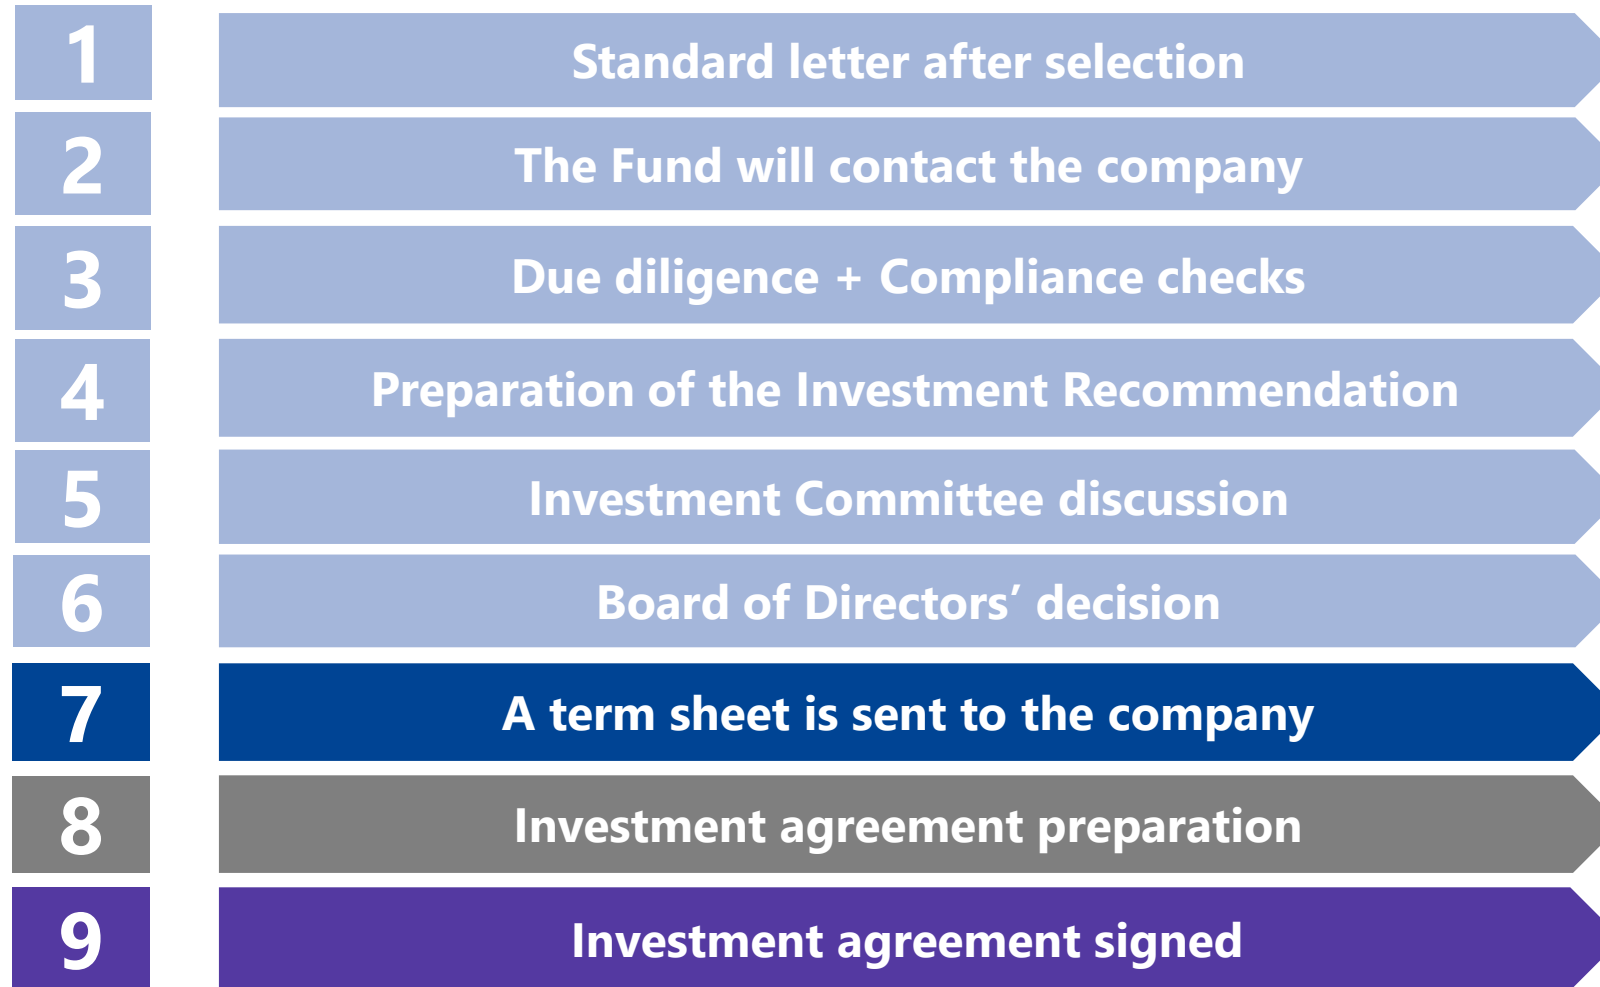 1
Standard letter after selection
2
The Fund will contact the company
3
Due diligence + Compliance checks
4
Preparation of the Investment Recommendation
5
Investment Committee discussion
6
Board of Directors’ decision
7
A term sheet is sent to the company
8
Investment agreement preparation
9
Investment agreement signed